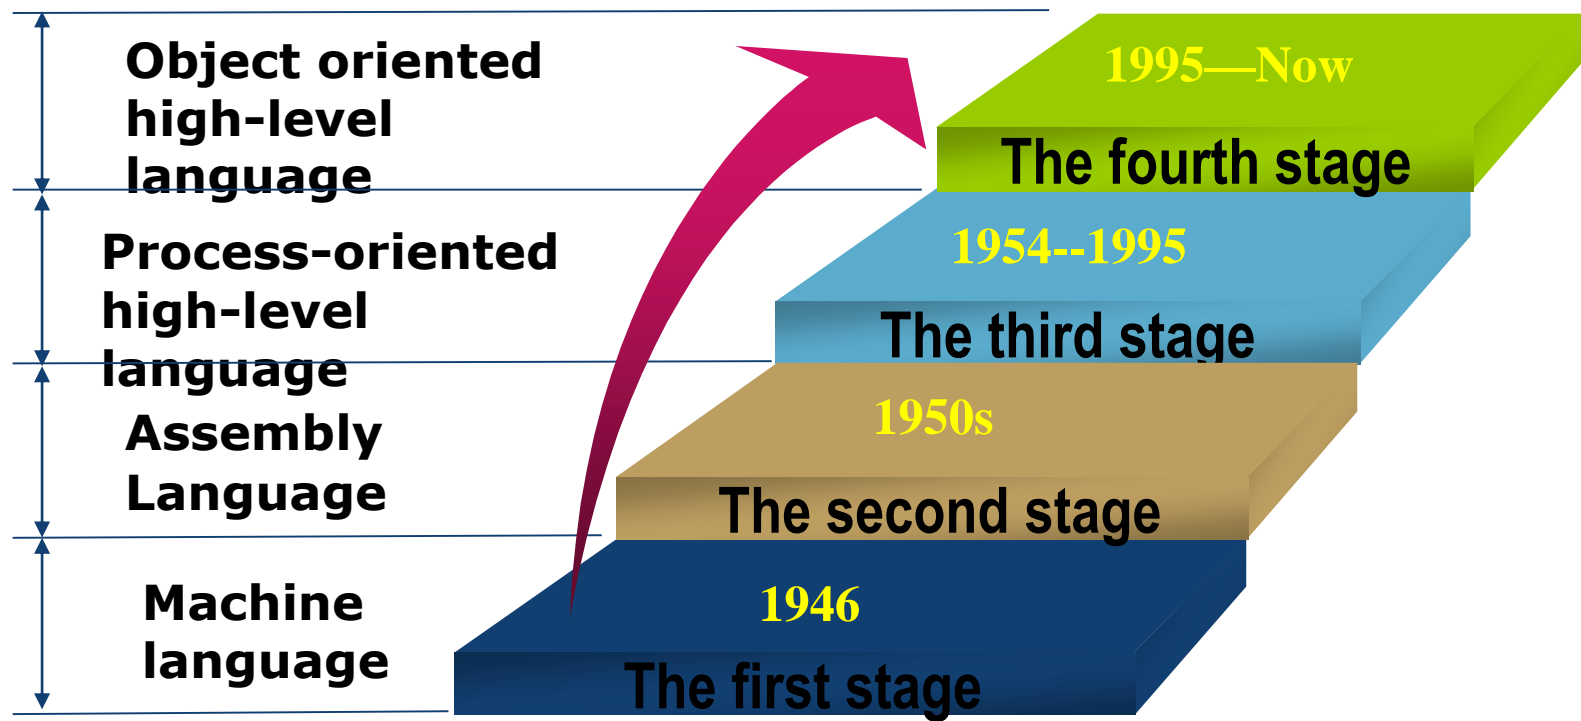 Object oriented
high-level
language
1995—Now
The fourth stage
Process-oriented
high-level
language
1954--1995
The third stage
Assembly
Language
1950s
The second stage
Machine
language
1946
The first stage